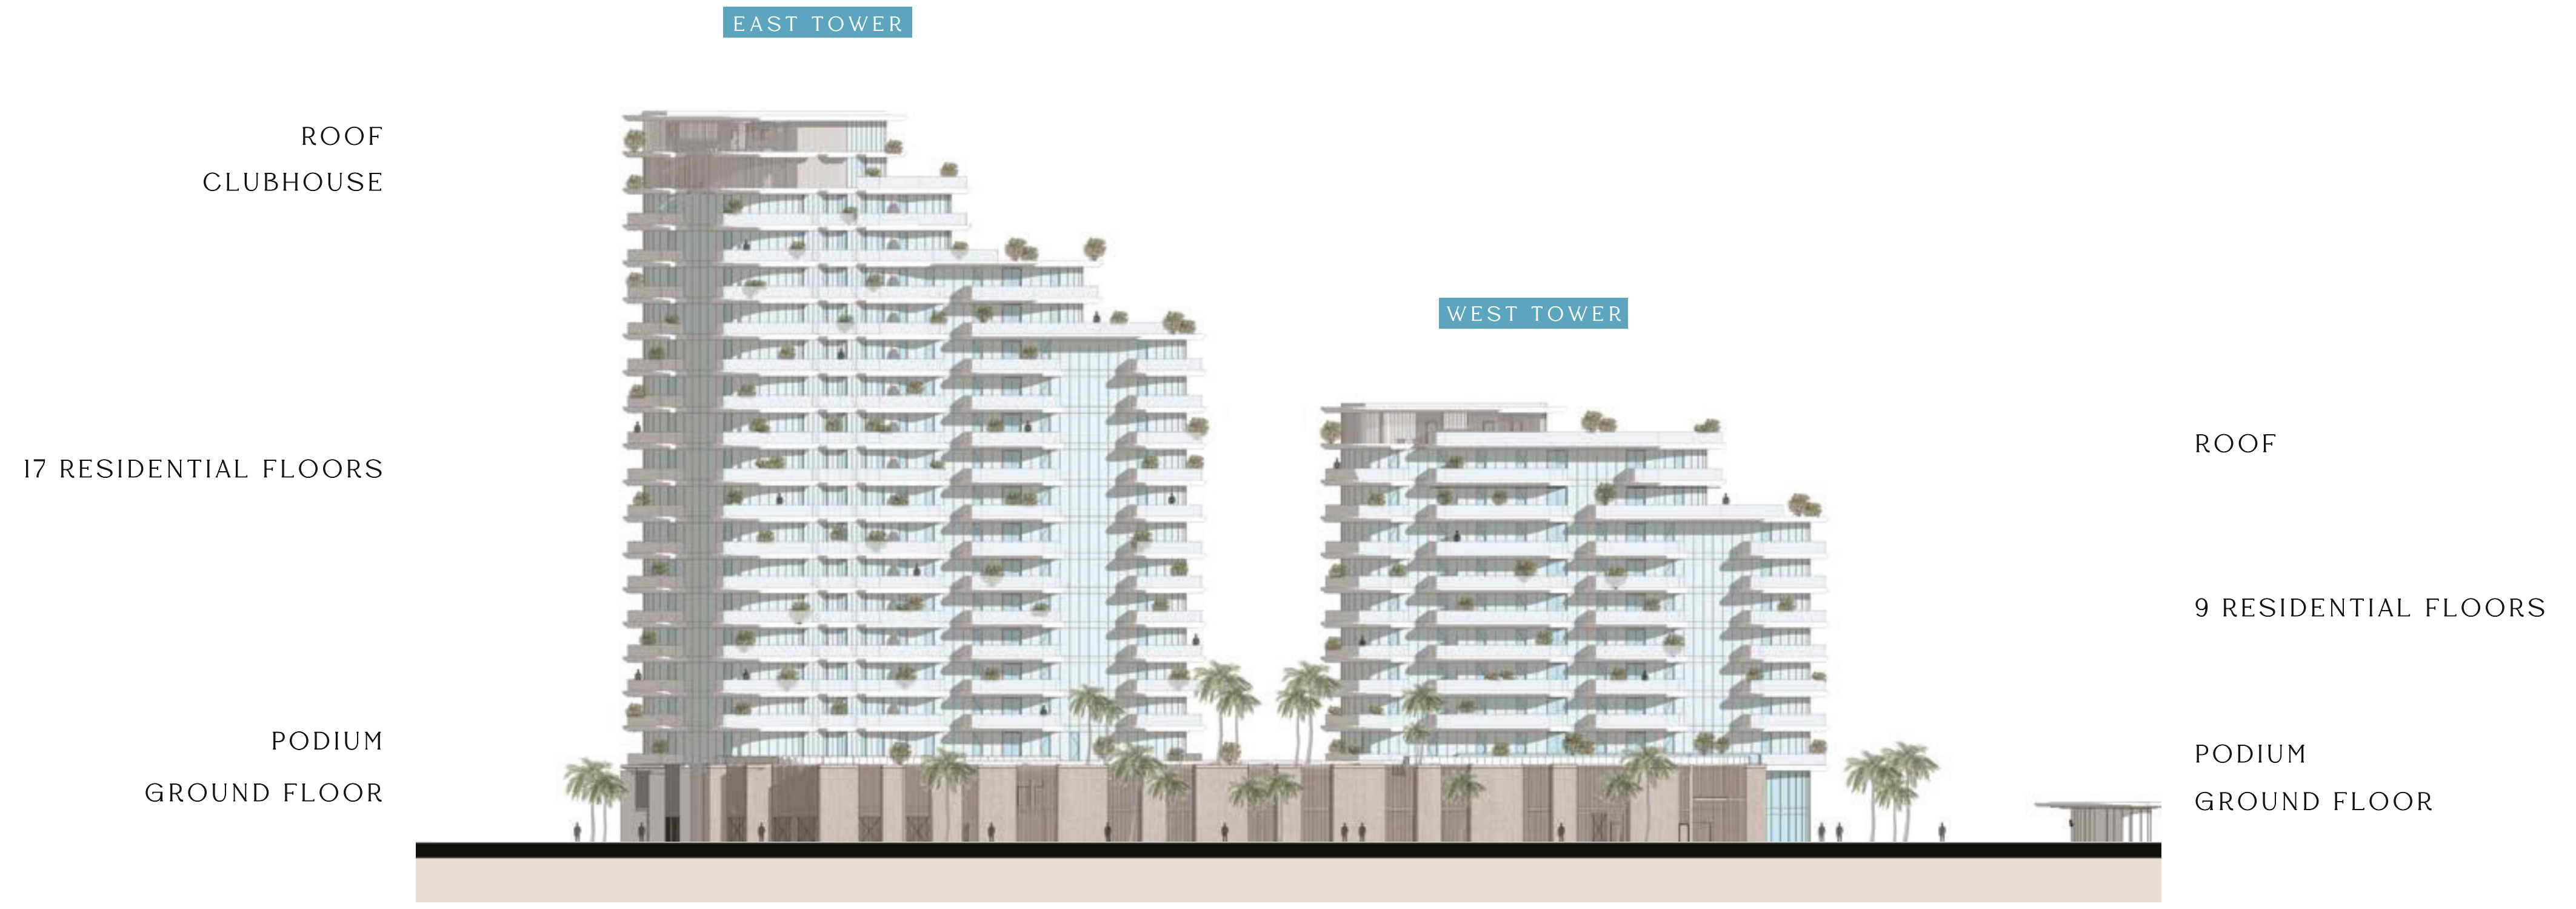 EAST TOWER
ROOF
CLUBHOUSE
17 RESIDENTIAL FLOORS
PODIUM
GROUND FLOOR
WEST TOWER
ROOF
9 RESIDENTIAL FLOORS
PODIUM
GROUND FLOOR